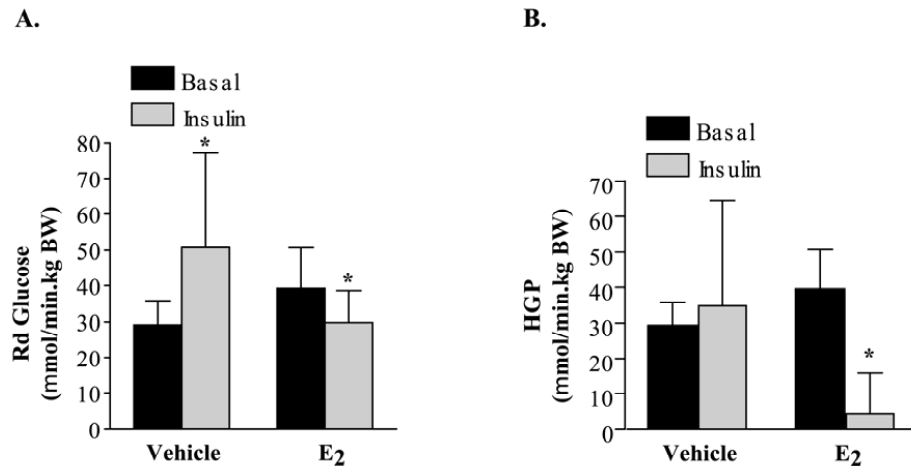 A.
Basal
Insulin
Rd Glucose
(mmol/min.kg BW)
80
70
60
50
40
30
20
10
0
*
*
Vehicle
E2
B.
Basal
Insulin
HGP
(mmol/min.kg BW)
70
60
50
40
30
20
10
0
*
Vehicle
E2